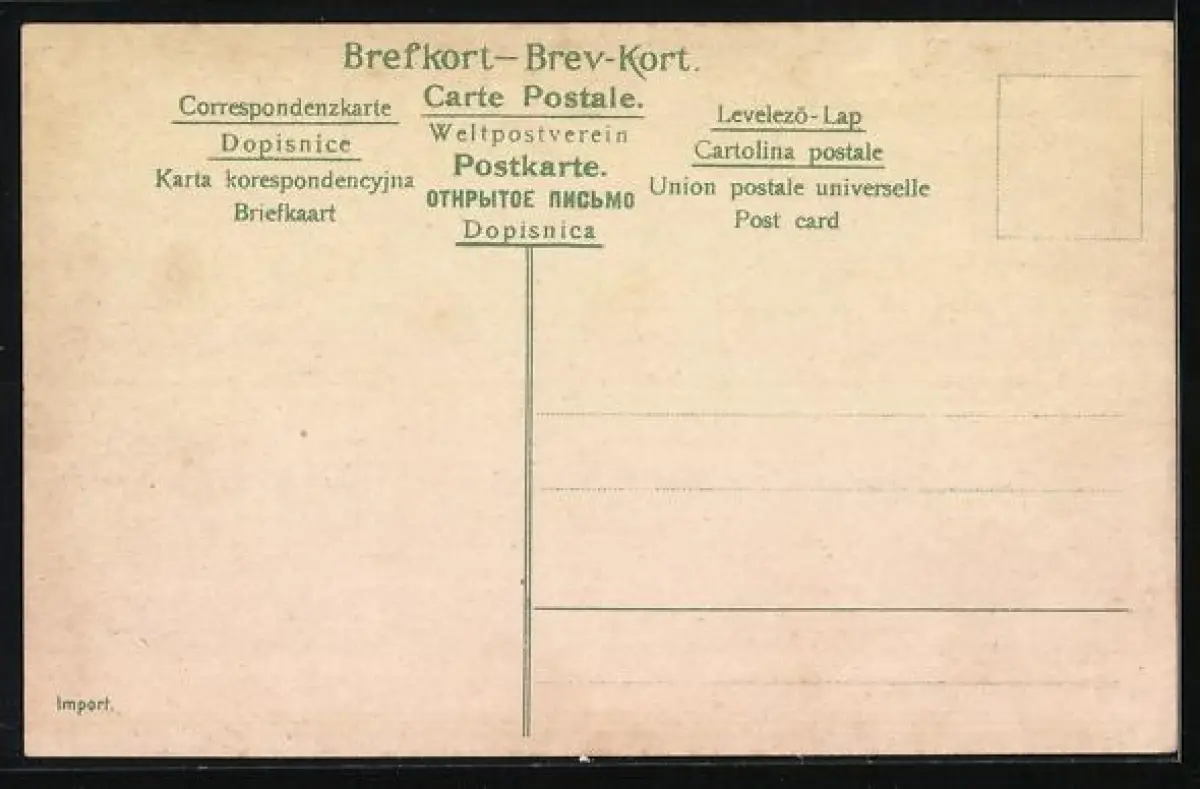 Brefkort—Brev-Kort.
Correspondenzkarte
Dopisnice
Karta korespondencyjna
Briefkaart
Carte Postale.
Weltpostverein
Postkarte.
ОТКРЫТОЕ ПИСЬМО
Dopisnica
Levelező-Lap
Cartolina postale
Union postale universelle
Post card
Import.